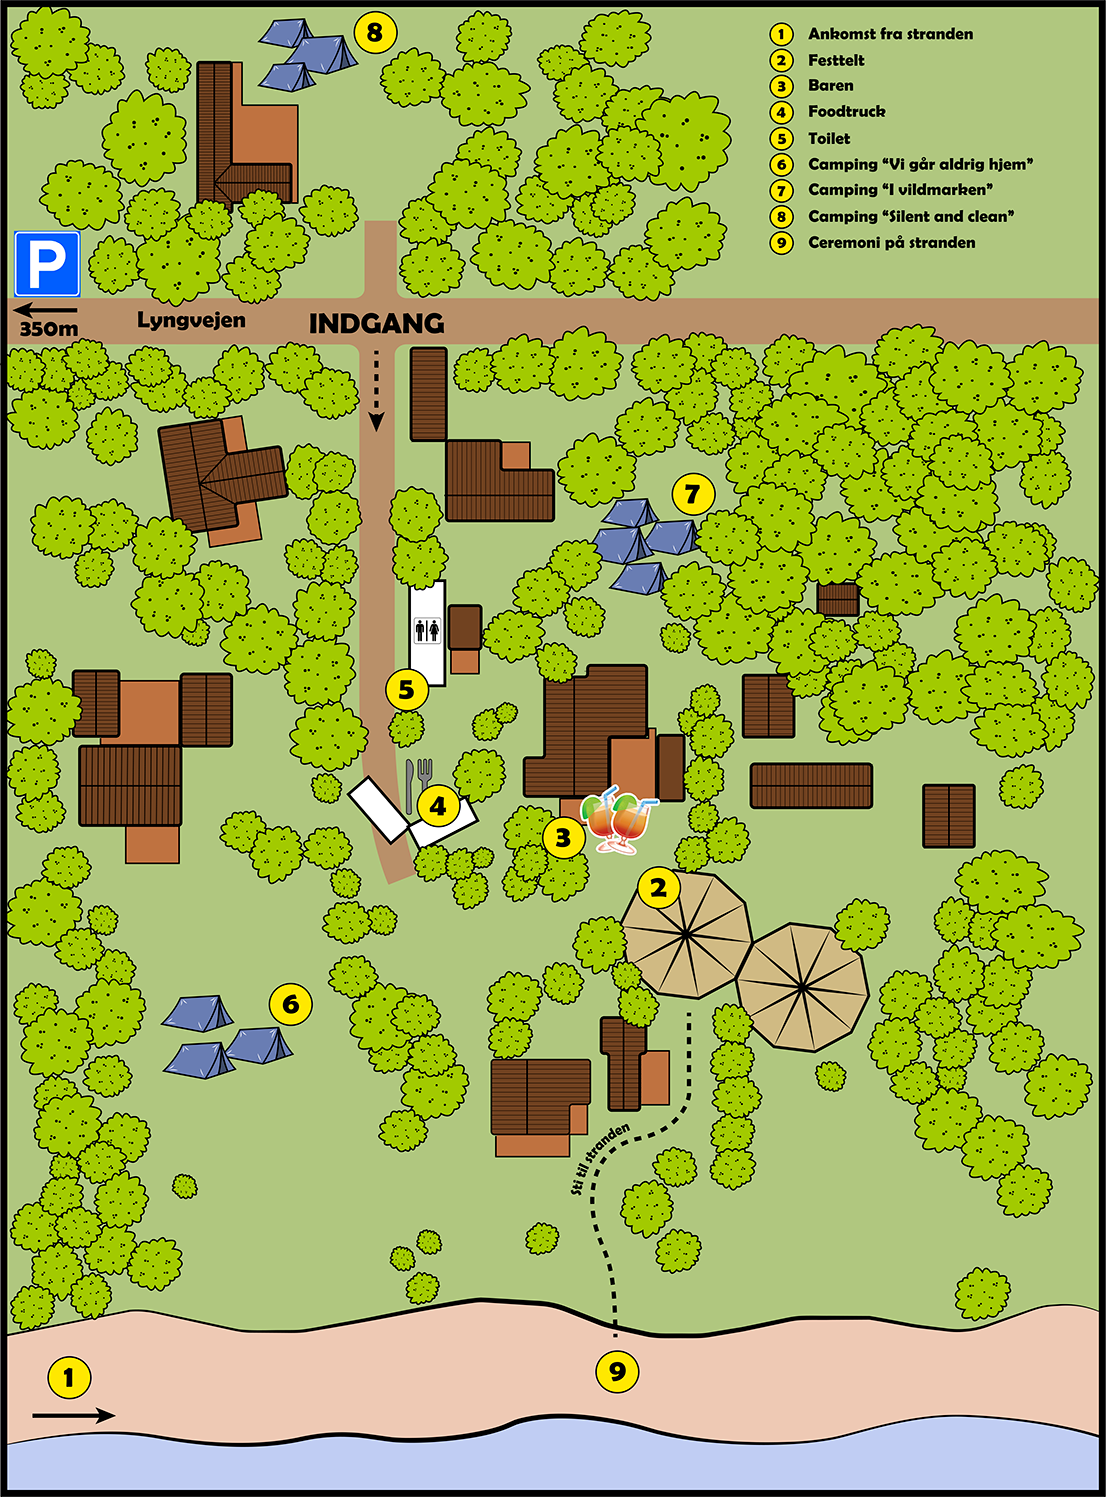 8
1 Ankomst fra stranden
2 Festtelt
3 Baren
4 Foodtruck
5 Toilet
6 Camping “Vi går aldrig hjem”
7 Camping “I vildmarken”
8 Camping “Silent and clean”
9 Ceremoni på stranden
P
350m
Lyngvejen
INDGANG
7
5
4
3
2
6
Sti til stranden
1
9